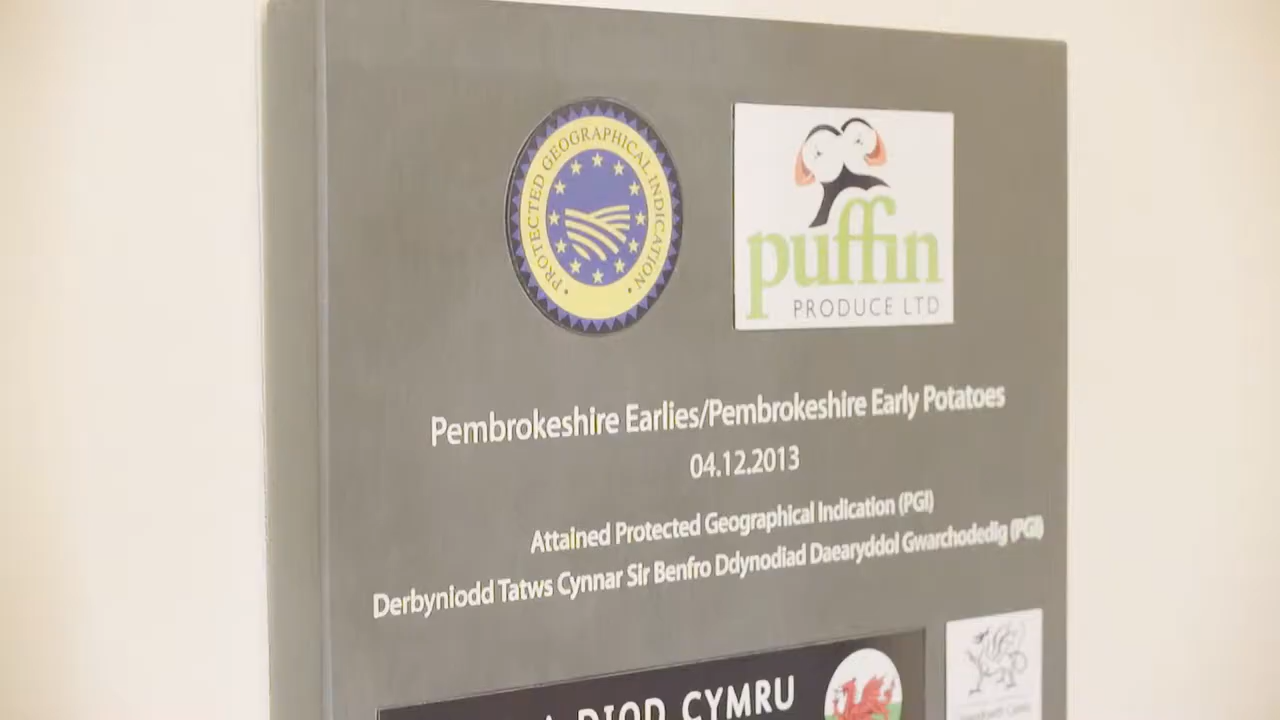 PROTECTED GEOGRAPHICAL INDICATION
puffin
PRODUCE LTD
Pembrokeshire Earlies/Pembrokeshire Early Potatoes
04.12.2013
Attained Protected Geographical Indication (PGI)
Derbyniodd Tatws Cynnar Sir Benfro Ddynodiad Daearyddol Gwarchodedig (PGI)
DIOD CYMRU